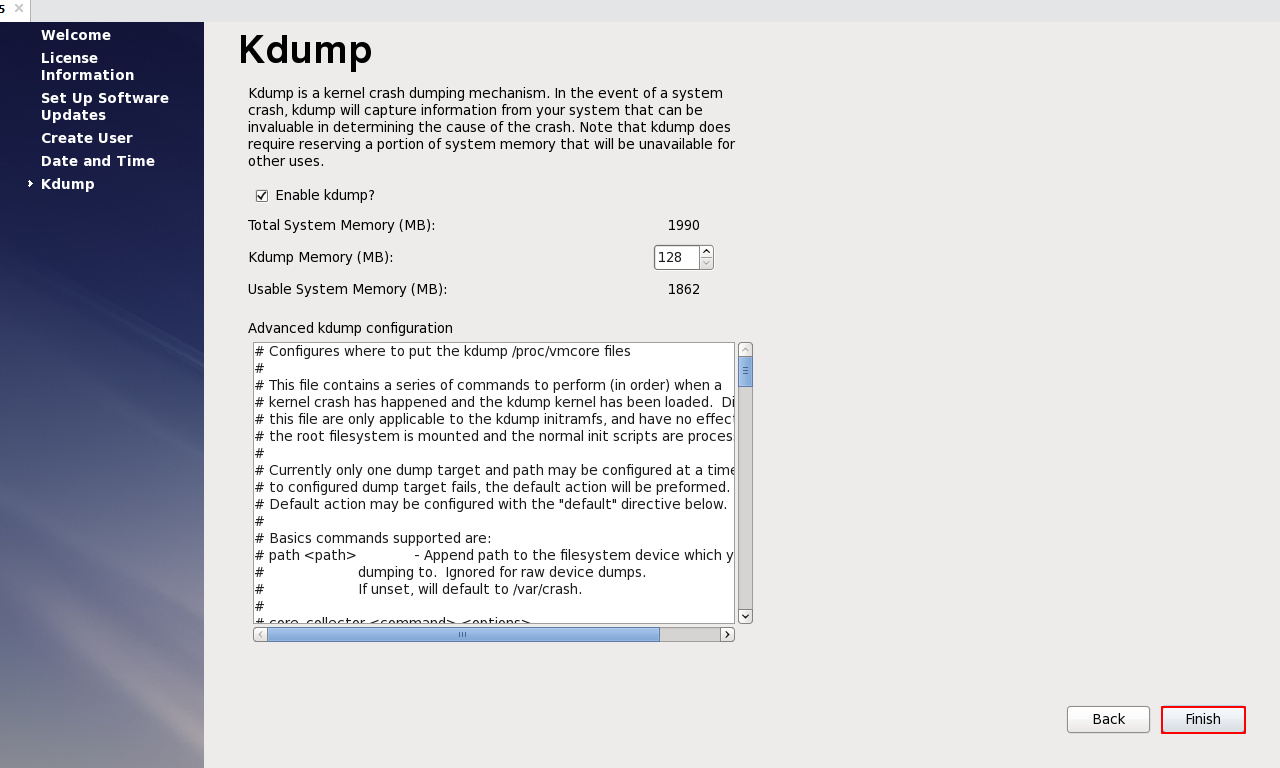 5
Welcome
License
Information
Set Up Software
Updates
Create User
Date and Time
Kdump
Kdump
Kdump is a kernel crash dumping mechanism. In the event of a system
crash, kdump will capture information from your system that can be
invaluable in determining the cause of the crash. Note that kdump does
require reserving a portion of system memory that will be unavailable for
other uses.
Enable kdump?
Total System Memory (MB): 1990
Kdump Memory (MB): 128
Usable System Memory (MB): 1862
Advanced kdump configuration
# Configures where to put the kdump /proc/vmcore files
#
# This file contains a series of commands to perform (in order) when a
# kernel crash has happened and the kdump kernel has been loaded.  Di
# this file are only applicable to the kdump initramfs, and have no effec
# the root filesystem is mounted and the normal init scripts are proces
#
# Currently only one dump target and path may be configured at a time
# to configured dump target fails, the default action will be preformed.
# Default action may be configured with the "default" directive below.
#
# Basics commands supported are:
# path <path> - Append path to the filesystem device which y
# dumping to.  Ignored for raw device dumps.
# If unset, will default to /var/crash.
#
# core_collector <command> <options>
Back
Finish